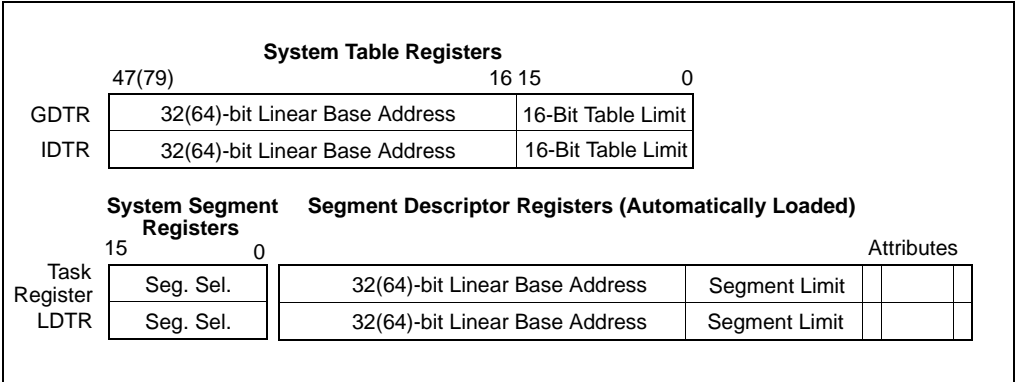 System Table Registers
47(79) 16 15 0
GDTR 32(64)-bit Linear Base Address 16-Bit Table Limit
IDTR 32(64)-bit Linear Base Address 16-Bit Table Limit
System Segment Segment Descriptor Registers (Automatically Loaded)
Registers
15 0 Attributes
Task
Register Seg. Sel. 32(64)-bit Linear Base Address Segment Limit
LDTR Seg. Sel. 32(64)-bit Linear Base Address Segment Limit